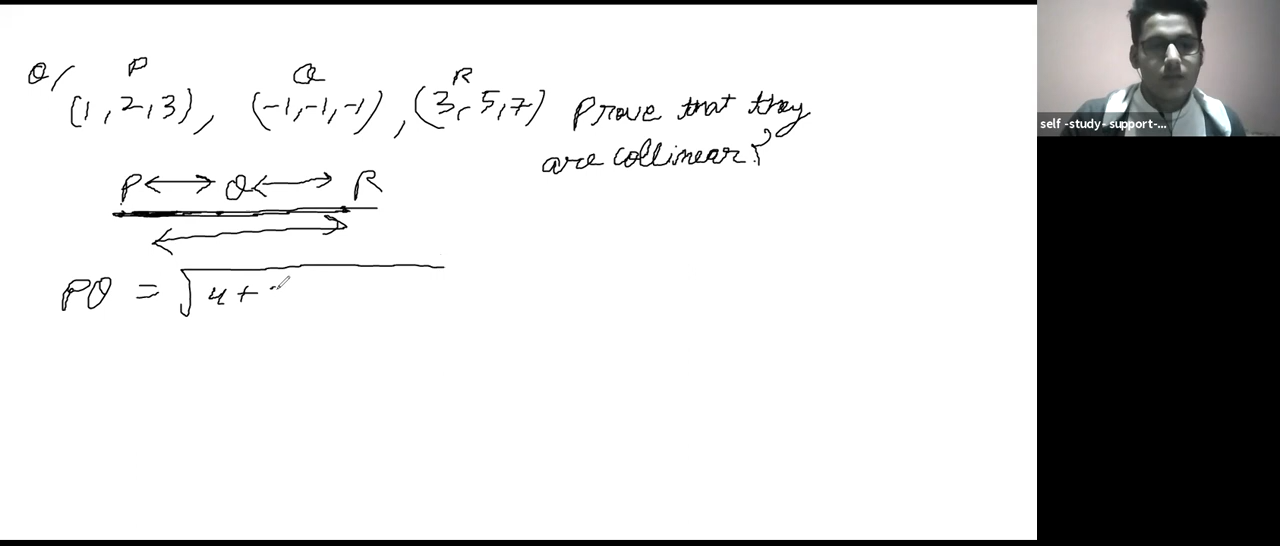 Q/ P Q R
(1, 2, 3), (-1, -1, -1), (3, 5, 7) Prove that they
are collinear?
P Q R
PQ = √4 +
self -study- support-...